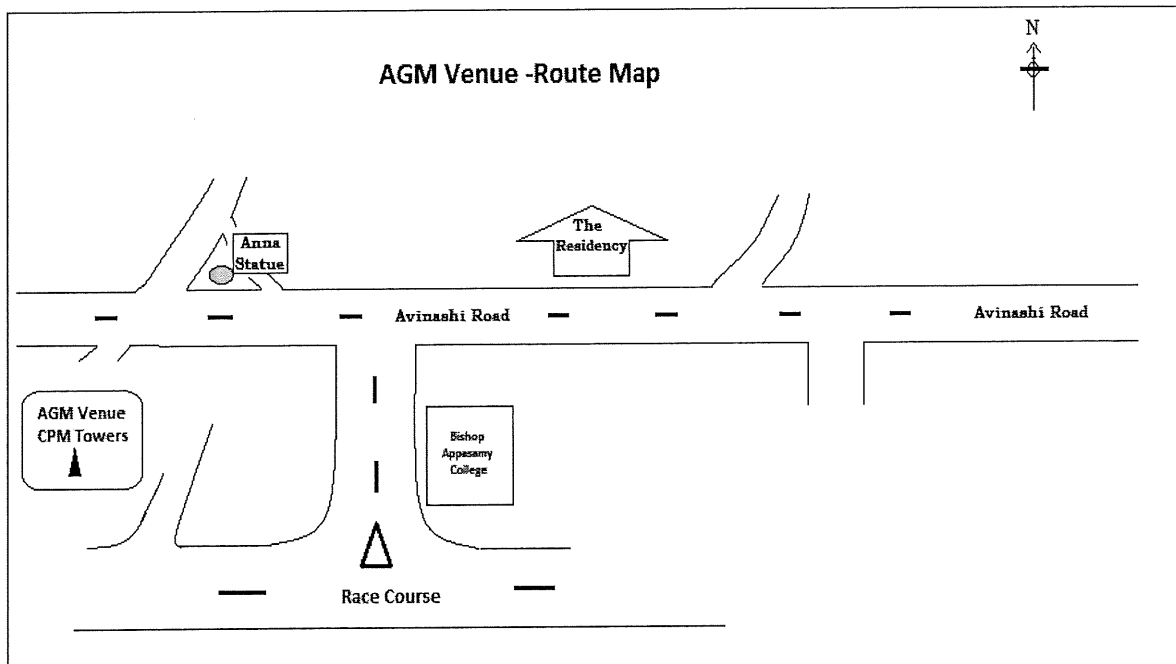 N
AGM Venue -Route Map
The
Residency
Anna
Statue
Avinashi Road
Avinashi Road
AGM Venue
CPM Towers
Bishop
Appasamy
College
Race Course